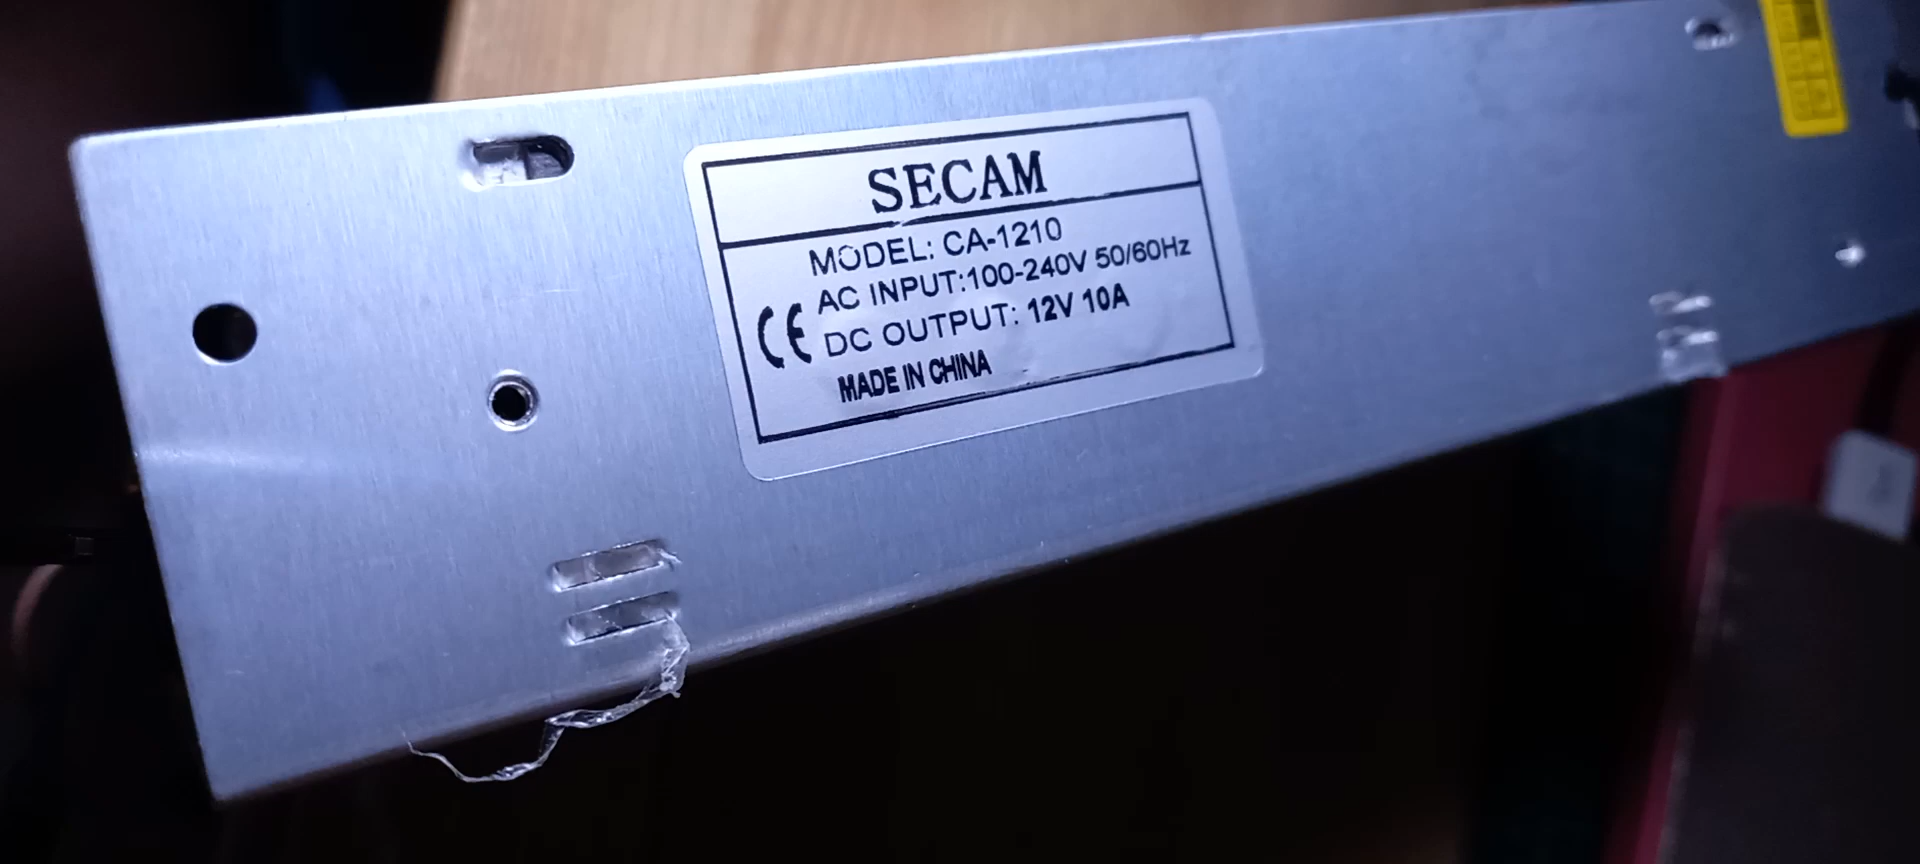 SECAM
MODEL: CA-1210
AC INPUT:100-240V 50/60Hz
CE DC OUTPUT: 12V 10A
MADE IN CHINA